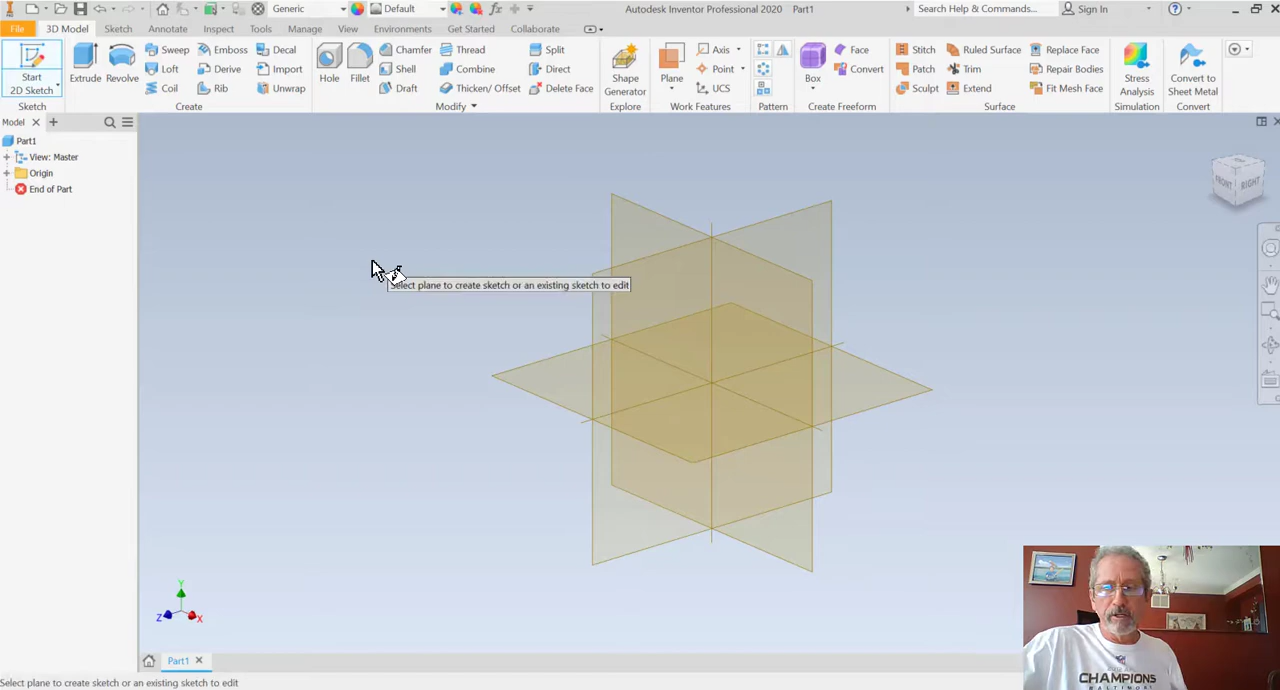 Generic
Default
Autodesk Inventor Professional 2020 Part1
Search Help & Commands...
Sign In
File 3D Model Sketch Annotate Inspect Tools Manage View Environments Get Started Collaborate
Start
2D Sketch
Sketch
Extrude
Revolve
Sweep
Loft
Coil
Emboss
Derive
Rib
Decal
Import
Unwrap
Create
Hole
Fillet
Chamfer
Shell
Draft
Thread
Combine
Thicken/ Offset
Split
Direct
Delete Face
Modify
Shape
Generator
Explore
Plane
Axis
Point
UCS
Work Features
Pattern
Box
Face
Convert
Create Freeform
Stitch
Patch
Sculpt
Ruled Surface
Trim
Extend
Replace Face
Repair Bodies
Fit Mesh Face
Surface
Stress
Analysis
Simulation
Convert to
Sheet Metal
Convert
Model
Part1
View: Master
Origin
End of Part
Select plane to create sketch or an existing sketch to edit
FRONT
RIGHT
Y
Z
X
CHAMPIONS
BALTIMORE
Part1
Select plane to create sketch or an existing sketch to edit